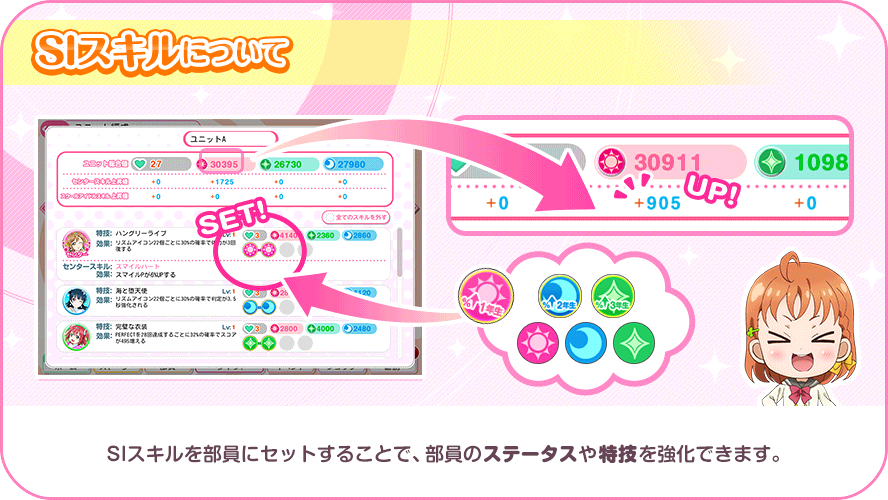 SIスキルについて
ユニットA
ユニット総合値 27 30395 26730 27980
センタースキル上昇値 +0 +1725 +0 +0
スクールアイドルスキル上昇値 +0 +0 +0 +0
全てのスキルを外す
特技: ハングリーライブ Lv:1 3 4140 2360 2860
効果: リズムアイコン22個ごとに30%の確率で体力が3回
復する
センタースキル: スマイルハート
効果: スマイルPが6%UPする
特技: 海と堕天使 Lv:1 3
効果: リズムアイコン22個ごとに
5秒強化される
特技: 完璧な衣装 Lv:1 3 2800 4000 2480
効果: PERFECTを29回達成するごとに32%の確率でスコア
が495増える
SET!
30911 1098
+0 +905 +0
UP!
%/1年生
%/2年生
%/3年生
SIスキルを部員にセットすることで、部員のステータスや特技を強化できます。